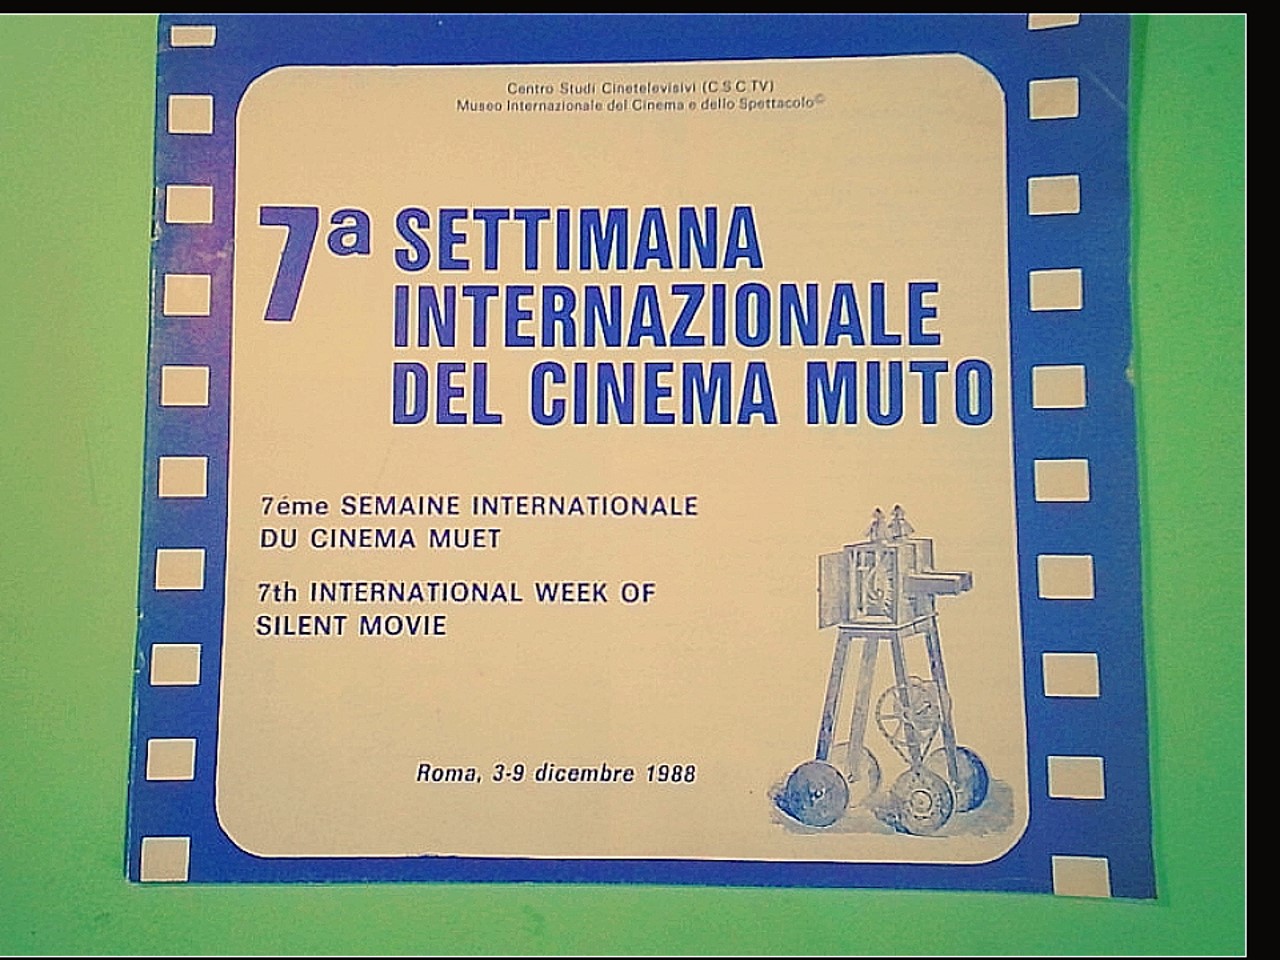 Centro Studi Cinetelevisivi (C S C TV)
Museo Internazionale del Cinema e dello Spettacolo©
7a SETTIMANA
INTERNAZIONALE
DEL CINEMA MUTO
7éme SEMAINE INTERNATIONALE
DU CINEMA MUET
7th INTERNATIONAL WEEK OF
SILENT MOVIE
Roma, 3-9 dicembre 1988